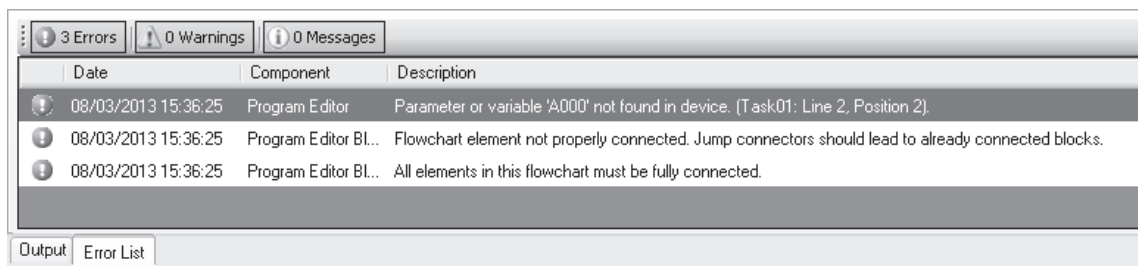 3 Errors 0 Warnings 0 Messages
Date Component Description
08/03/2013 15:36:25 Program Editor Parameter or variable 'A000' not found in device. (Task01: Line 2, Position 2).
08/03/2013 15:36:25 Program Editor Bl... Flowchart element not properly connected. Jump connectors should lead to already connected blocks.
08/03/2013 15:36:25 Program Editor Bl... All elements in this flowchart must be fully connected.
Output Error List